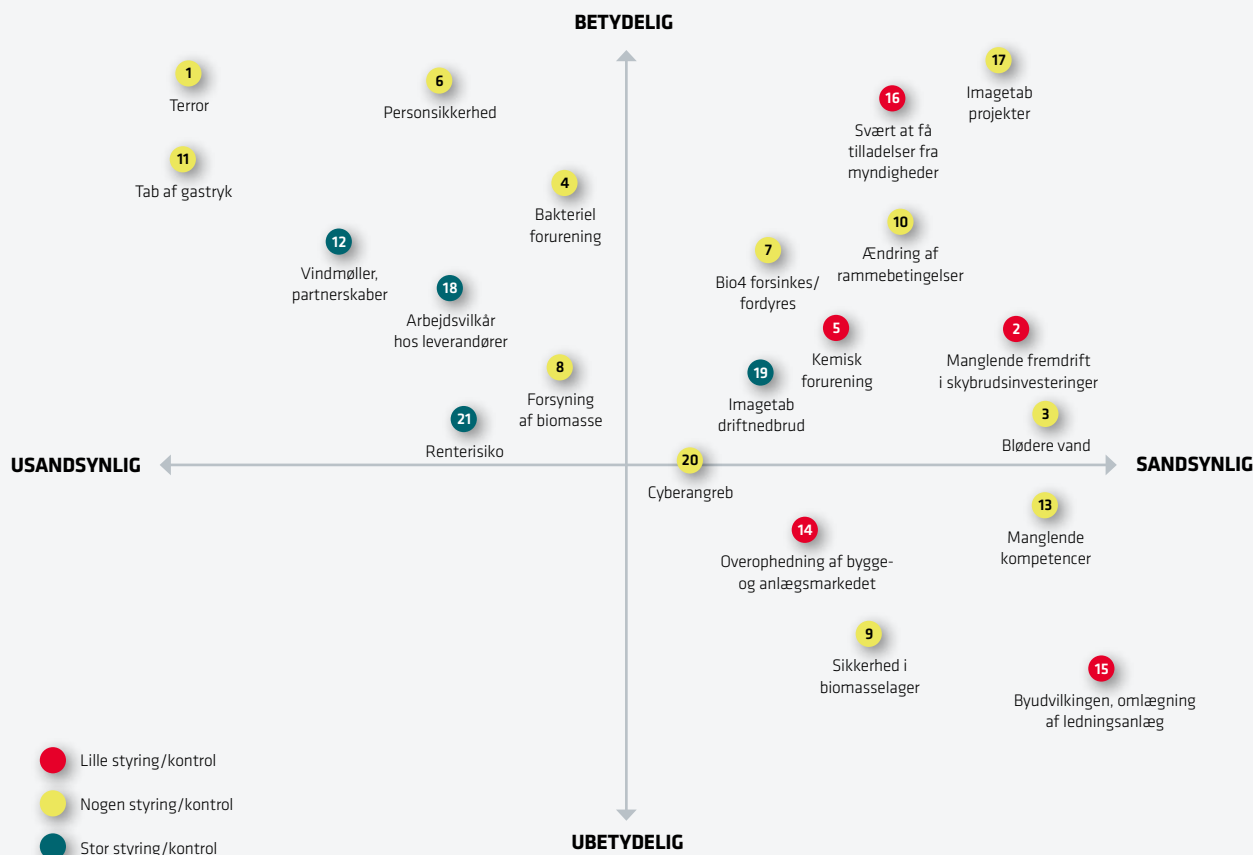 BETYDELIG
1
Terror
6
Personsikkerhed
17
Imagetab
projekter
16
Svært at få
tilladelser fra
myndigheder
11
Tab af gastryk
4
Bakteriel
forurening
10
Ændring af
rammebetingelser
12
Vindmøller,
partnerskaber
7
Bio4 forsinkes/
fordyres
18
Arbejdsvilkår
hos leverandører
5
Kemisk
forurening
2
Manglende fremdrift
i skybrudsinvesteringer
8
Forsyning
af biomasse
19
Imagetab
driftnedbrud
21
Renterisiko
3
Blødere vand
USANDSYNLIG
SANDSYNLIG
20
Cyberangreb
13
Manglende
kompetencer
14
Overophedning af bygge-
og anlægsmarkedet
9
Sikkerhed i
biomasselager
15
Byudvilkingen, omlægning
af ledningsanlæg
Lille styring/kontrol
Nogen styring/kontrol
Stor styring/kontrol
UBETYDELIG